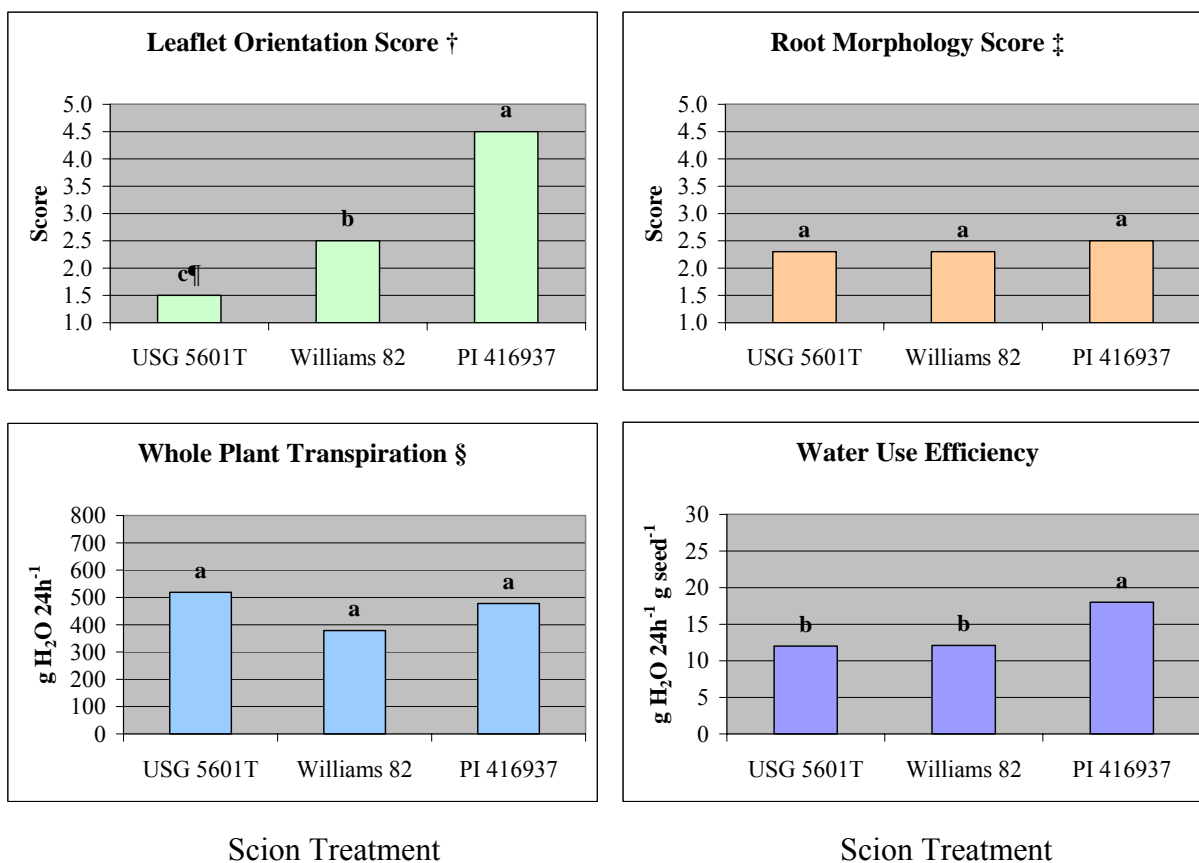 Leaflet Orientation Score †
Score
5.0
4.5
4.0
3.5
3.0
2.5
2.0
1.5
1.0
c¶
b
a
USG 5601T Williams 82 PI 416937
Root Morphology Score ‡
Score
5.0
4.5
4.0
3.5
3.0
2.5
2.0
1.5
1.0
a
a
a
USG 5601T Williams 82 PI 416937
Whole Plant Transpiration §
g H₂O 24h⁻¹
800
700
600
500
400
300
200
100
0
a
a
a
USG 5601T Williams 82 PI 416937
Water Use Efficiency
g H₂O 24h⁻¹ g seed⁻¹
30
25
20
15
10
5
0
b
b
a
USG 5601T Williams 82 PI 416937
Scion Treatment
Scion Treatment